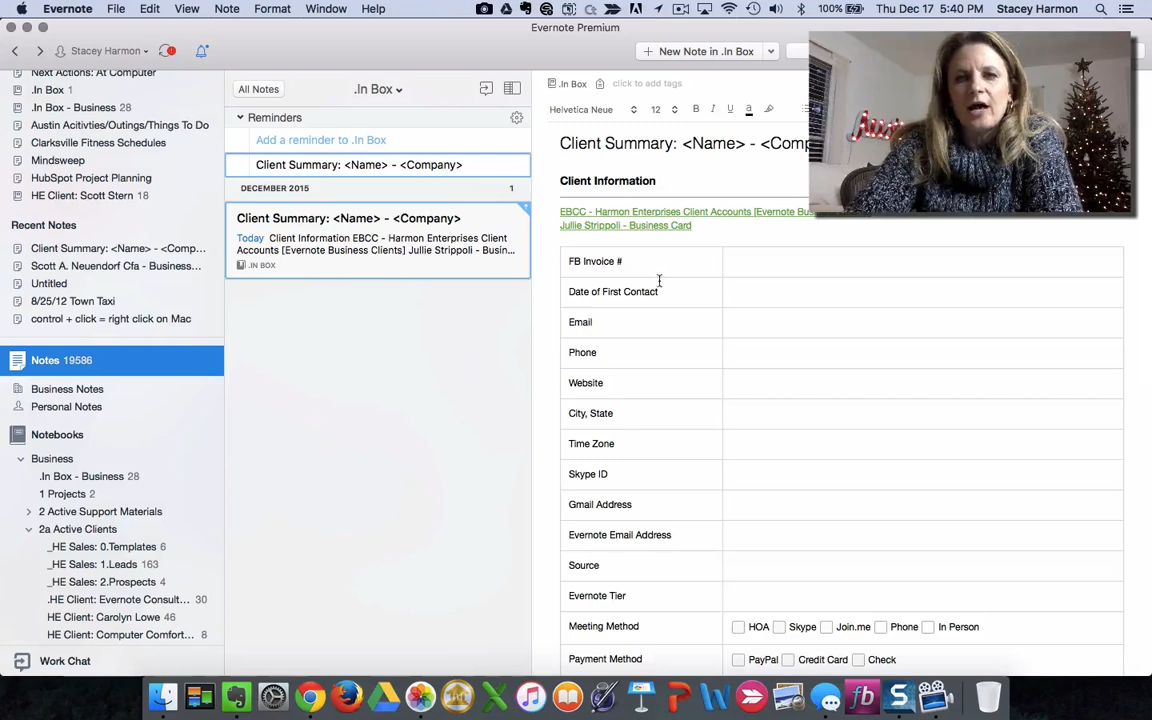 Evernote File Edit View Note Format Window Help
100% Thu Dec 17 5:40 PM Stacey Harmon
Evernote Premium
Stacey Harmon
New Note in .In Box
Next Actions: At Computer
.In Box 1
.In Box - Business 28
Austin Acitivties/Outings/Things To Do
Clarksville Fitness Schedules
Mindsweep
HubSpot Project Planning
HE Client: Scott Stern 18
Recent Notes
Client Summary: <Name> - <Comp...
Scott A. Neuendorf Cfa - Business...
Untitled
8/25/12 Town Taxi
control + click = right click on Mac
Notes 19586
Business Notes
Personal Notes
Notebooks
Business
.In Box - Business 28
1 Projects 2
2 Active Support Materials
2a Active Clients
_HE Sales: 0.Templates 6
_HE Sales: 1.Leads 163
_HE Sales: 2.Prospects 4
.HE Client: Evernote Consult... 30
HE Client: Carolyn Lowe 46
HE Client: Computer Comfort... 8
Work Chat
All Notes
.In Box
Reminders
Add a reminder to .In Box
Client Summary: <Name> - <Company>
DECEMBER 2015 1
Client Summary: <Name> - <Company>
Today Client Information EBCC - Harmon Enterprises Client
Accounts [Evernote Business Clients] Jullie Strippoli - Busin...
.IN BOX
.In Box click to add tags
Helvetica Neue 12 B I U A
Client Summary: <Name> - <Comp
Client Information
EBCC - Harmon Enterprises Client Accounts [Evernote Bus
Jullie Strippoli - Business Card
FB Invoice #
Date of First Contact
Email
Phone
Website
City, State
Time Zone
Skype ID
Gmail Address
Evernote Email Address
Source
Evernote Tier
Meeting Method HOA Skype Join.me Phone In Person
Payment Method PayPal Credit Card Check